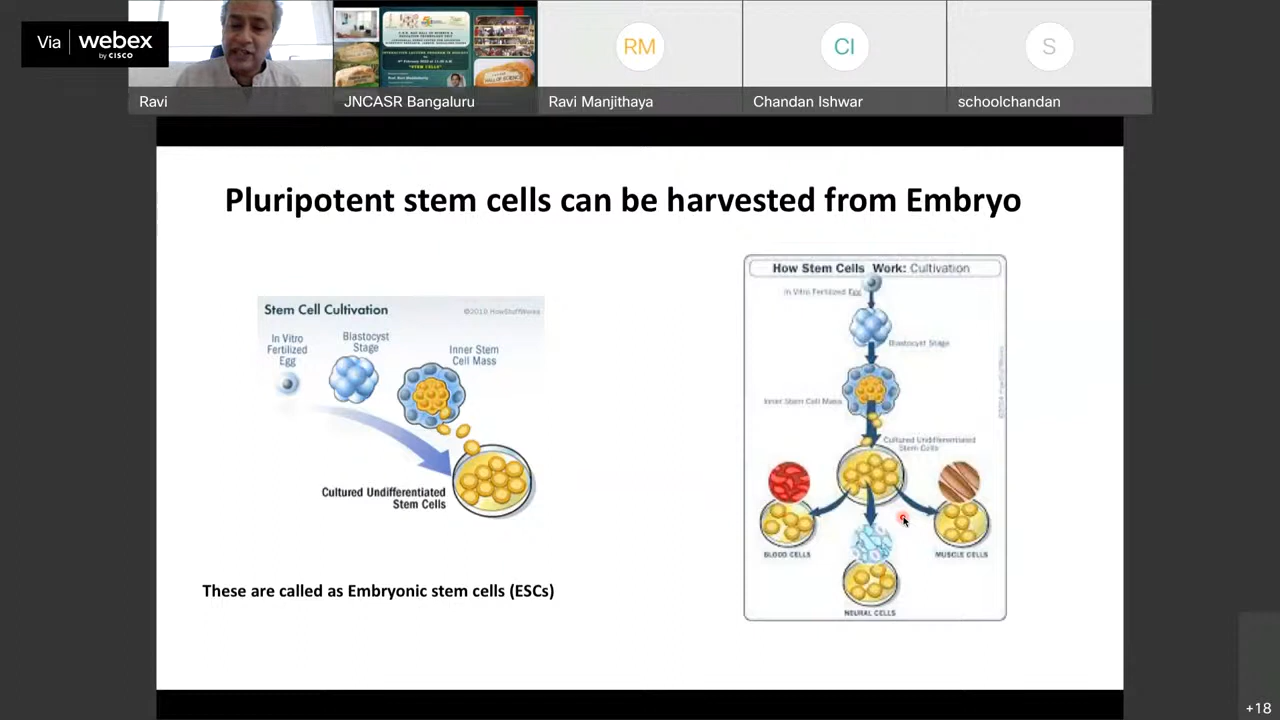 Via webex
by CISCO
Ravi
JNCASR Bangaluru
RM
Ravi Manjithaya
CI
Chandan Ishwar
S
schoolchandan
"STEM CELLS"
Pluripotent stem cells can be harvested from Embryo
Stem Cell Cultivation
©2010 HowStuffWorks
In Vitro
Fertilized
Egg
Blastocyst
Stage
Inner Stem
Cell Mass
Cultured Undifferentiated
Stem Cells
These are called as Embryonic stem cells (ESCs)
How Stem Cells Work: Cultivation
In Vitro Fertilized Egg
Blastocyst Stage
Inner Stem Cell Mass
Cultured Undifferentiated
Stem Cells
BLOOD CELLS
MUSCLE CELLS
NEURAL CELLS
+18